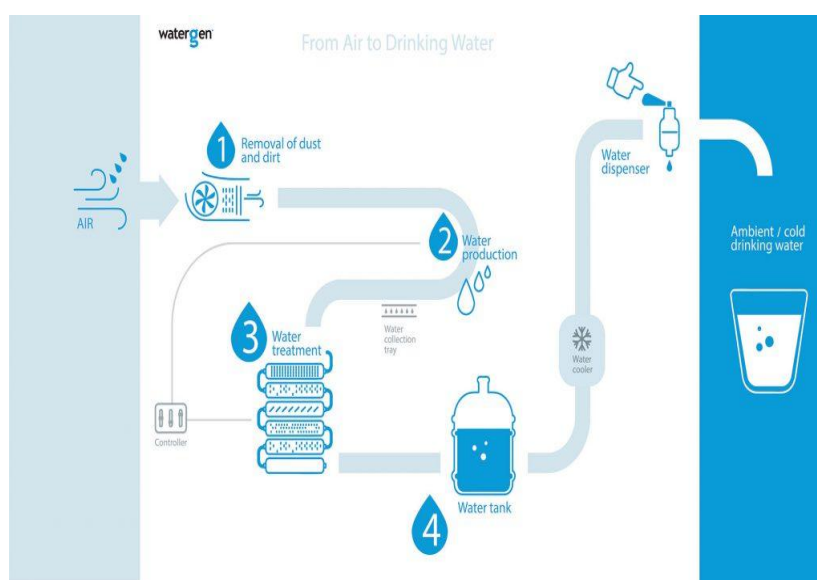 watergen
From Air to Drinking Water
1
Removal of dust
and dirt
AIR
2
Water
production
Water
collection
tray
3
Water
treatment
Controller
4
Water tank
Water
cooler
Water
dispenser
Ambient / cold
drinking water